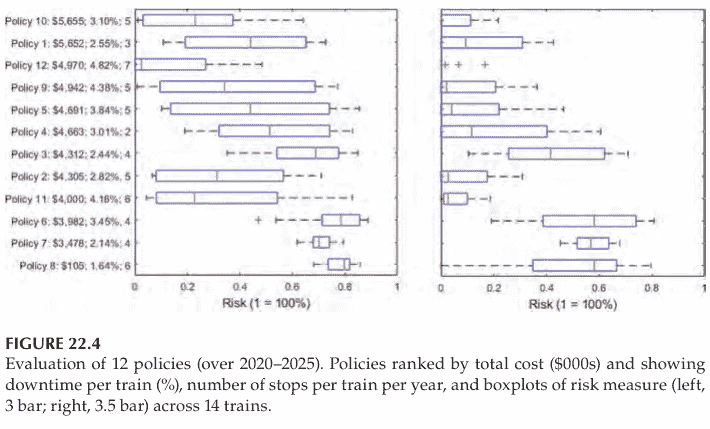 Policy 10: $5,655; 3.10%; 5
Policy 1: $5,652; 2.55%; 3
Policy 12: $4,970; 4.82%; 7
Policy 9: $4,942; 4.38%; 5
Policy 5: $4,691; 3.84%; 5
Policy 4: $4,663; 3.01%; 2
Policy 3: $4,312; 2.44%; 4
Policy 2: $4,305; 2.82%; 5
Policy 11: $4,000; 4.16%; 6
Policy 6: $3,982; 3.45%, 4
Policy 7: $3,478; 2.14%; 4
Policy 8: $105; 1.64%; 6
0 0.2 0.4 0.6 0.8 1
Risk (1 = 100%)
0 0.2 0.4 0.6 0.8 1
Risk (1 = 100%)
FIGURE 22.4
Evaluation of 12 policies (over 2020–2025). Policies ranked by total cost ($000s) and showing
downtime per train (%), number of stops per train per year, and boxplots of risk measure (left,
3 bar; right, 3.5 bar) across 14 trains.